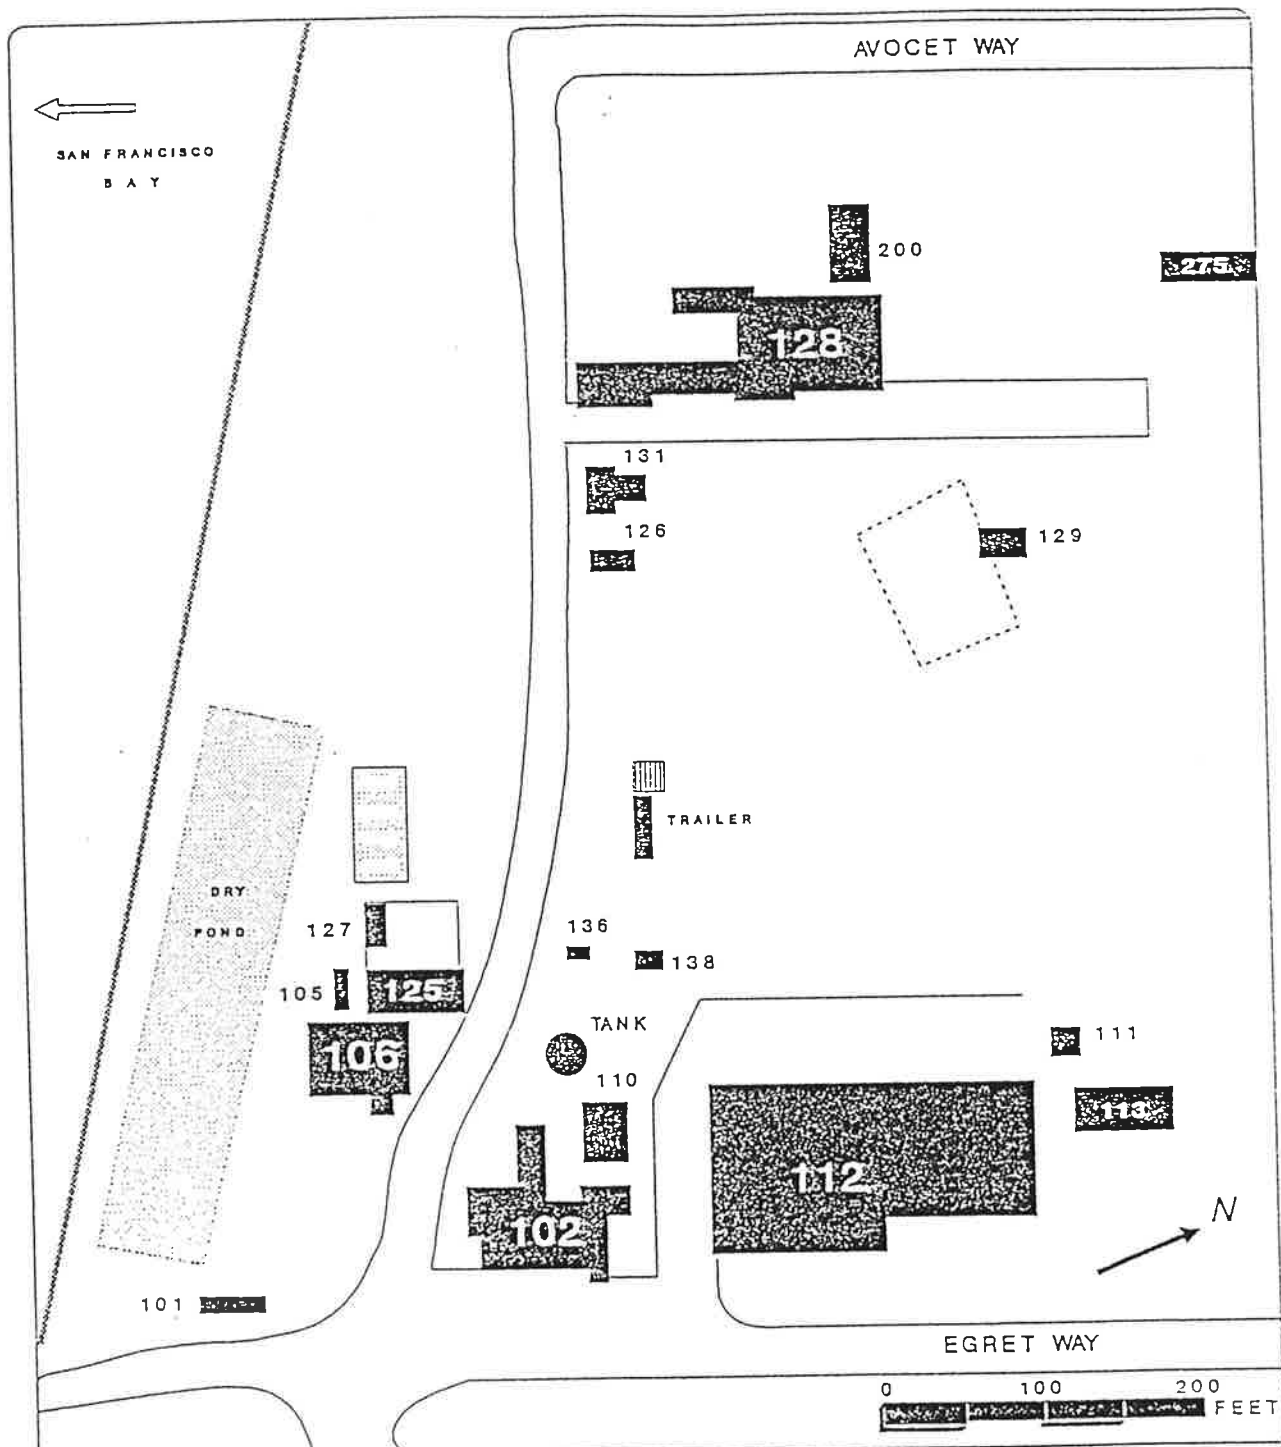 AVOCET WAY
SAN FRANCISCO
BAY
200
275
128
131
126
129
TRAILER
DRY
POND
127
136
138
105
125
TANK
106
111
110
113
112
102
N
101
EGRET WAY
0 100 200
FEET